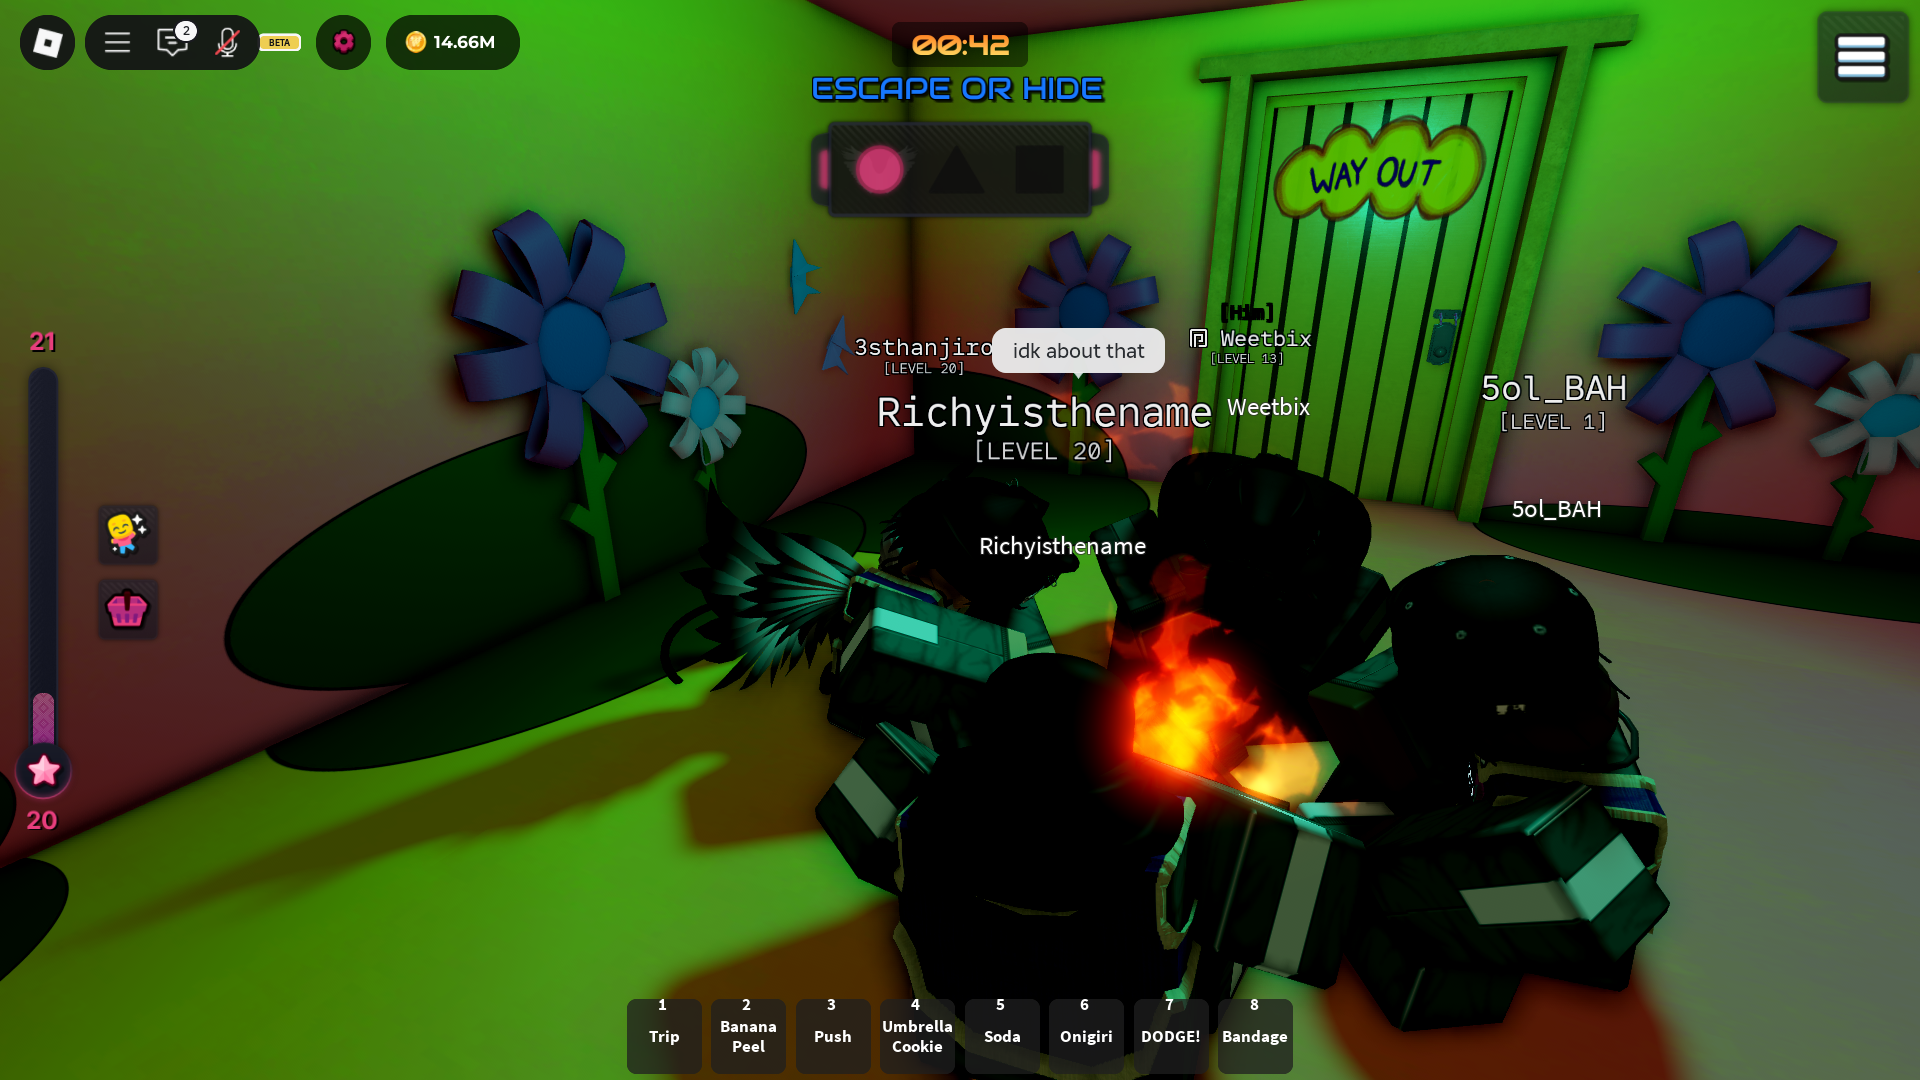 2
BETA
14.66M
00:42
ESCAPE OR HIDE
WAY OUT
21
[Him]
Weetbix
[LEVEL 13]
3sthanjiro
[LEVEL 20]
idk about that
Richyisthename
[LEVEL 20]
Weetbix
5ol_BAH
[LEVEL 1]
5ol_BAH
Richyisthename
20
1
Trip
2
Banana
Peel
3
Push
4
Umbrella
Cookie
5
Soda
6
Onigiri
7
DODGE!
8
Bandage